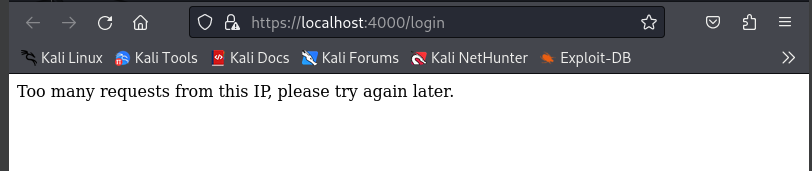 https://localhost:4000/login
Kali Linux Kali Tools Kali Docs Kali Forums Kali NetHunter Exploit-DB
Too many requests from this IP, please try again later.